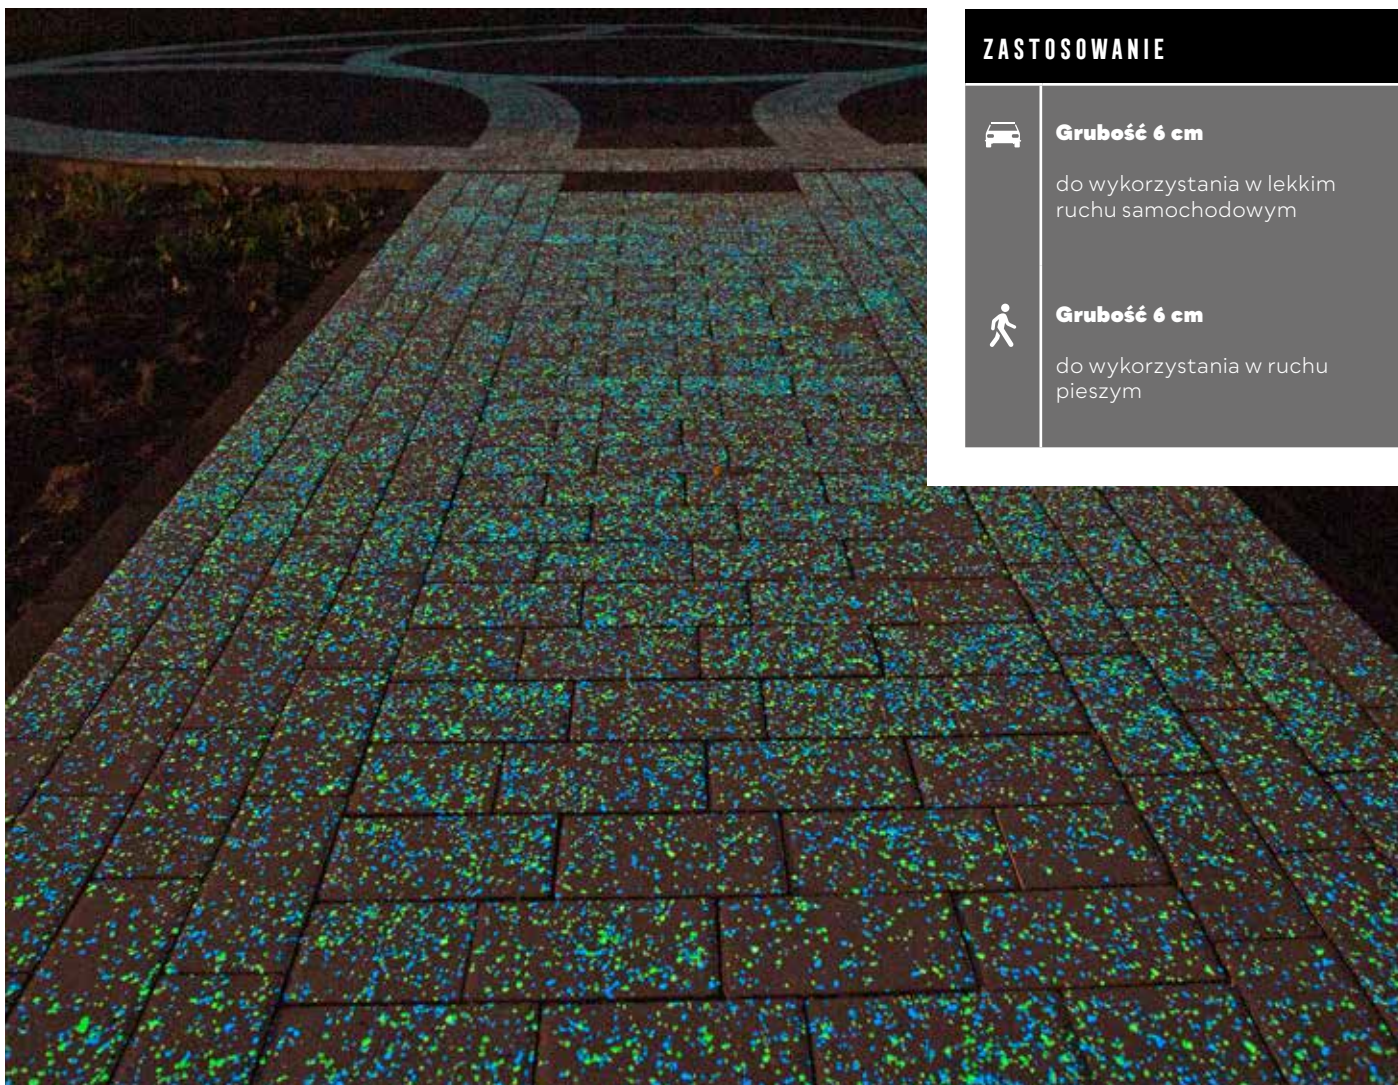 ZASTOSOWANIE
Grubość 6 cm
do wykorzystania w lekkim
ruchu samochodowym
Grubość 6 cm
do wykorzystania w ruchu
pieszym